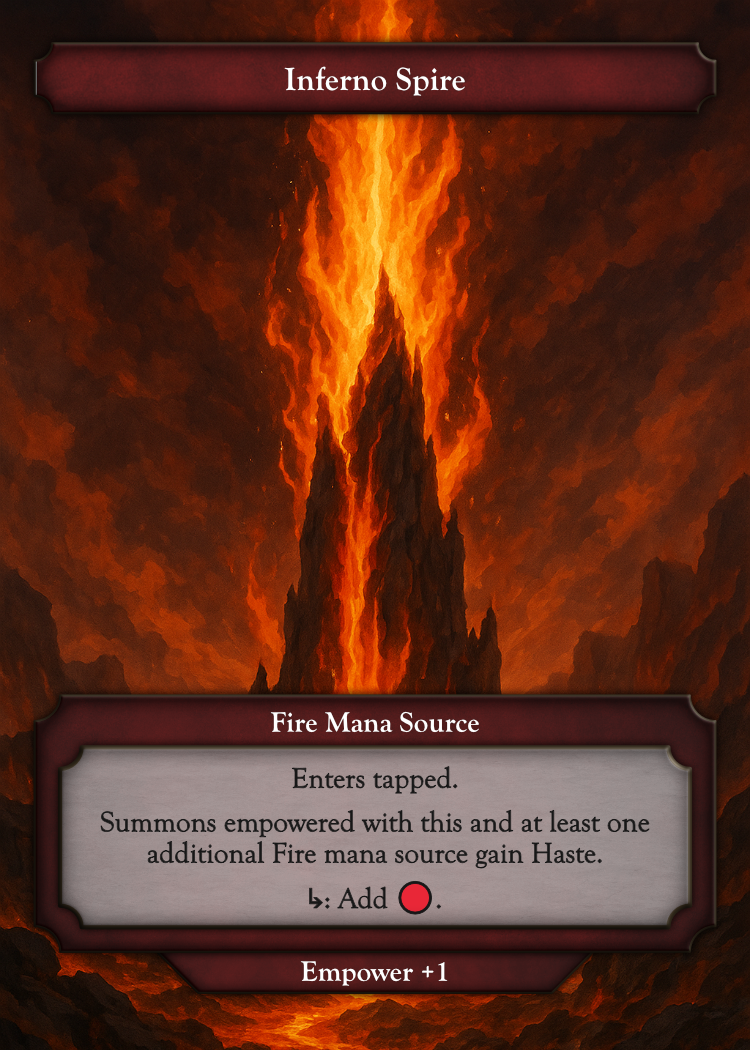 Inferno Spire
Fire Mana Source
Enters tapped.
Summons empowered with this and at least one
additional Fire mana source gain Haste.
↳: Add 🔴.
Empower +1